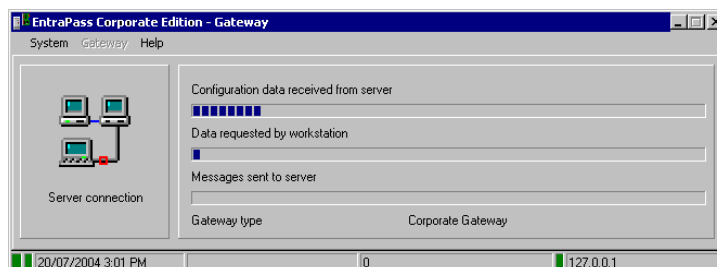 EntraPass Corporate Edition - Gateway
System Gateway Help
Configuration data received from server
Data requested by workstation
Messages sent to server
Server connection
Gateway type Corporate Gateway
20/07/2004 3:01 PM 0 127.0.0.1